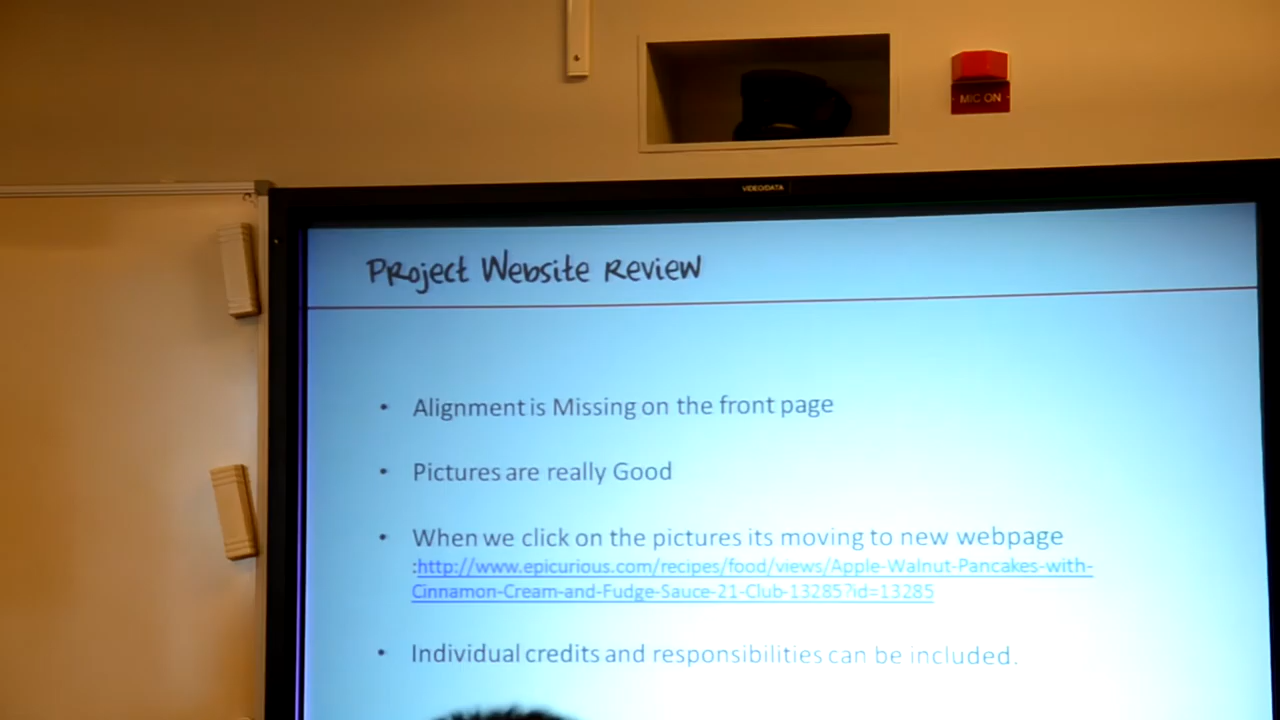 MIC ON
VIDEO/DATA
Project Website Review
• Alignment is Missing on the front page
• Pictures are really Good
• When we click on the pictures its moving to new webpage
:http://www.epicurious.com/recipes/food/views/Apple-Walnut-Pancakes-with-
Cinnamon-Cream-and-Fudge-Sauce-21-Club-13285?id=13285
• Individual credits and responsibilities can be included.